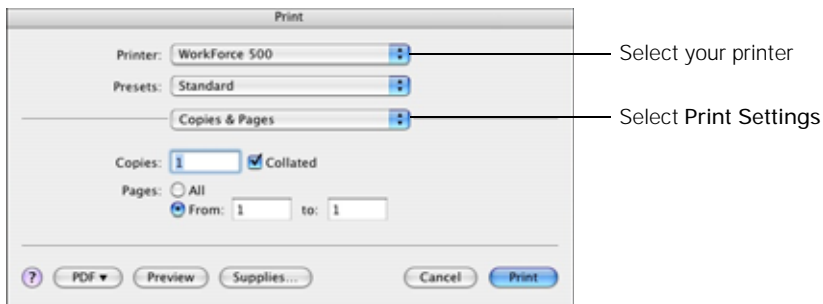 Print
Printer: WorkForce 500
Select your printer
Presets: Standard
Copies & Pages
Select Print Settings
Copies: 1 Collated
Pages: All
From: 1 to: 1
? PDF▼ Preview Supplies... Cancel Print